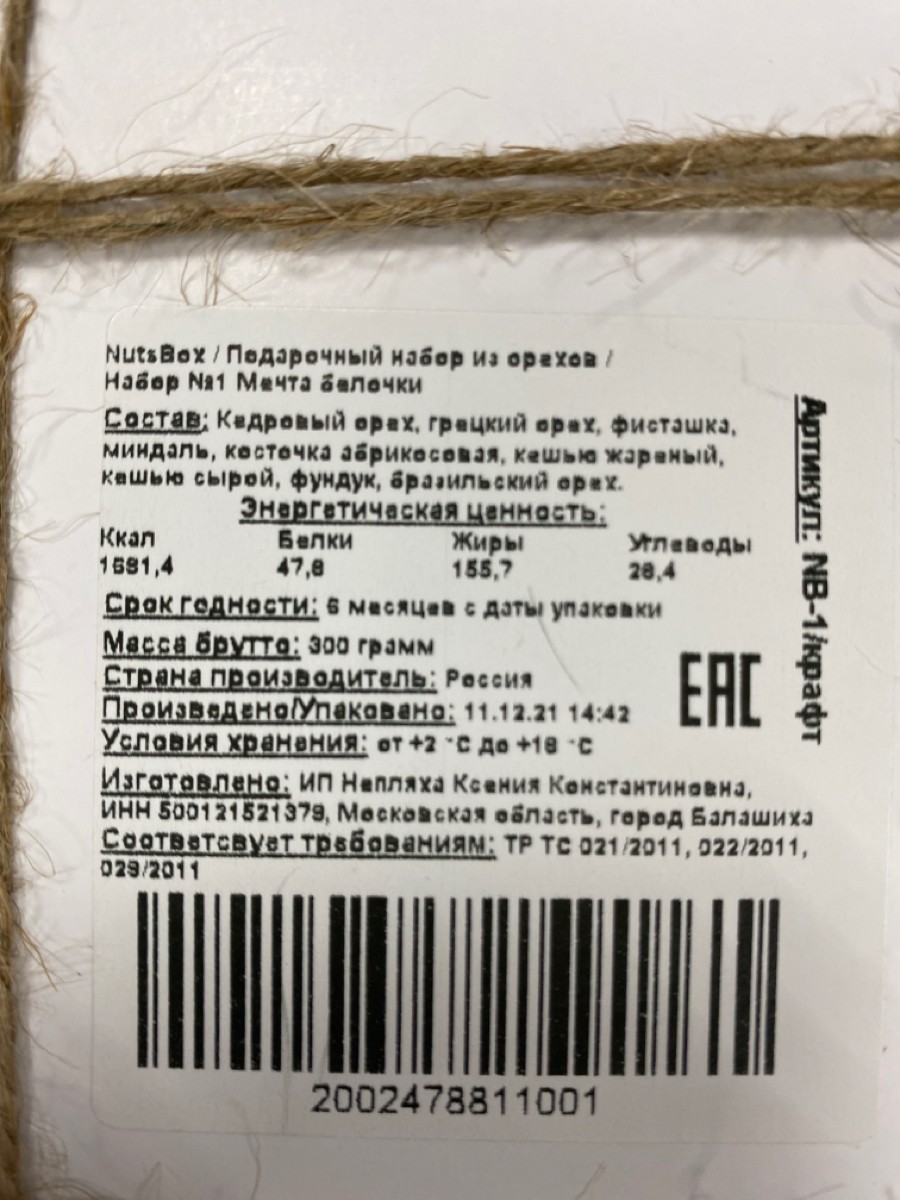 NutsBox / Подарочный набор из орехов /
Набор №1 Мечта белочки
Состав: Кедровый орех, грецкий орех, фисташка,
миндаль, косточка абрикосовая, кешью жареный,
кешью сырой, фундук, бразильский орех.
Энергетическая ценность:
Ккал Белки Жиры Углеводы
47,8 155,7
Срок годности: 6 месяцев с даты упаковки
Масса брутто: 300 грамм
Страна производитель: Россия
Произведено/Упаковано: 11.12.21 14:42
Условия хранения: от +2 °С до +18 °С
Изготовлено: ИП Непляха Ксения Константиновна,
ИНН 500121521379, Московская область, город Балашиха
Соответсвует требованиям: ТР ТС 021/2011, 022/2011,
029/2011
EAC
Артикул: NB-1/крафт
2002478811001